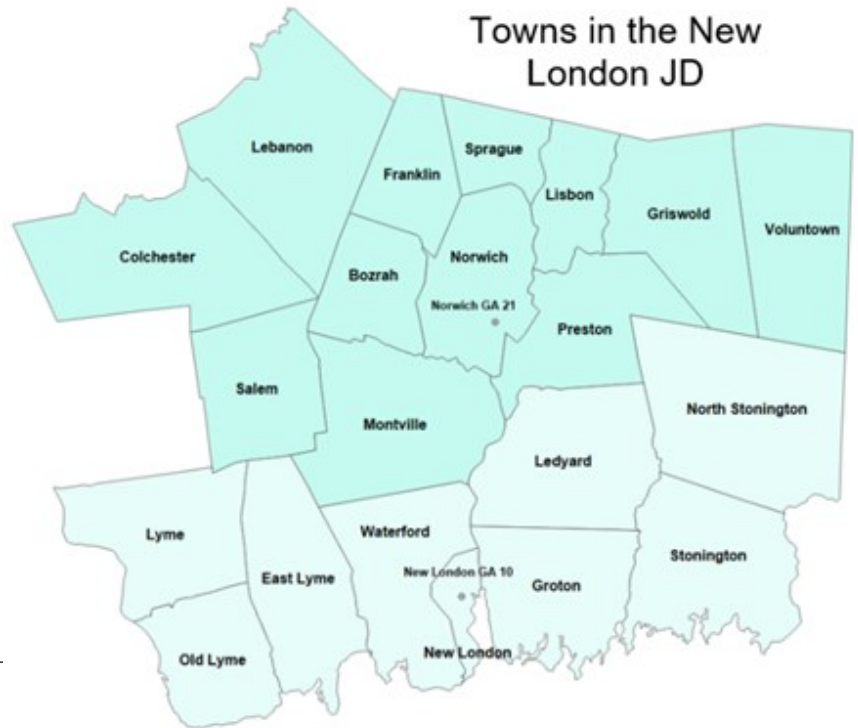 Towns in the New
London JD
Lebanon
Franklin
Sprague
Lisbon
Griswold
Voluntown
Colchester
Bozrah
Norwich
Norwich GA 21
Preston
Salem
Montville
North Stonington
Ledyard
Lyme
Waterford
Stonington
East Lyme
New London GA 10
Groton
Old Lyme
New London